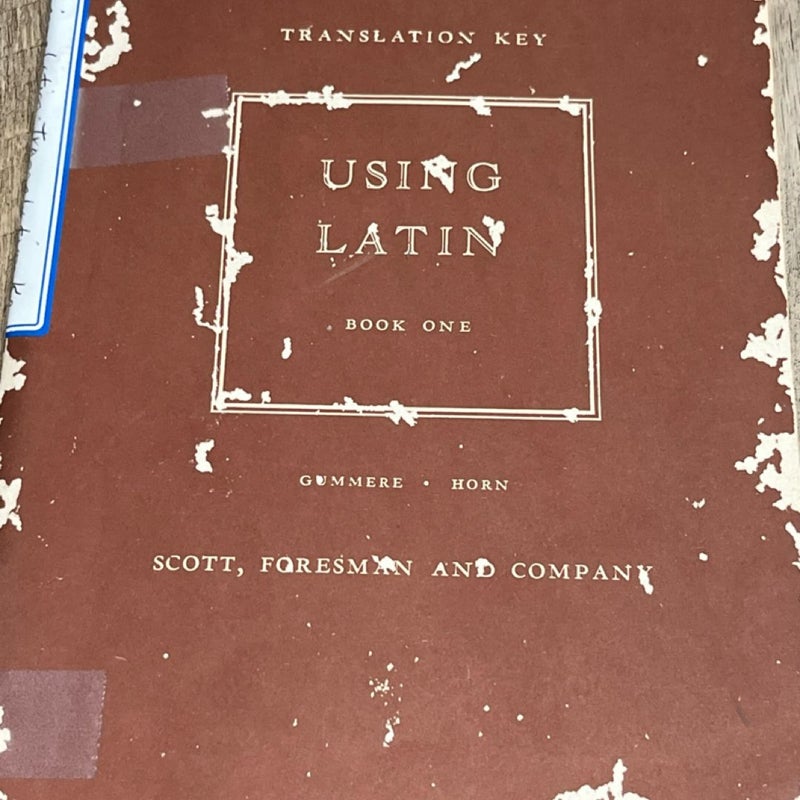 TRANSLATION KEY
USING
LATIN
BOOK ONE
GUMMERE • HORN
SCOTT, FORESMAN AND COMPANY